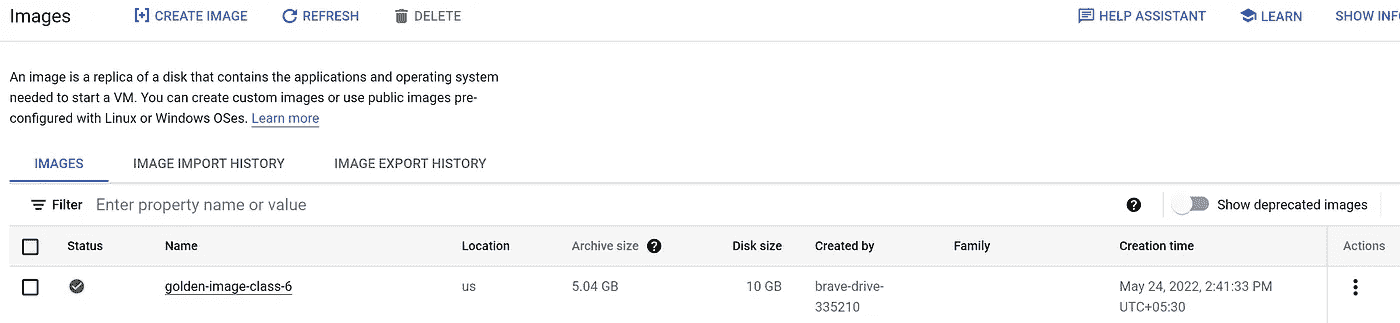 Images CREATE IMAGE REFRESH DELETE HELP ASSISTANT LEARN SHOW INF
An image is a replica of a disk that contains the applications and operating system
needed to start a VM. You can create custom images or use public images pre-
configured with Linux or Windows OSes. Learn more
IMAGES IMAGE IMPORT HISTORY IMAGE EXPORT HISTORY
Filter Enter property name or value ? Show deprecated images
Status Name Location Archive size ? Disk size Created by Family Creation time Actions
golden-image-class-6 us 5.04 GB 10 GB brave-drive- May 24, 2022, 2:41:33 PM
335210 UTC+05:30